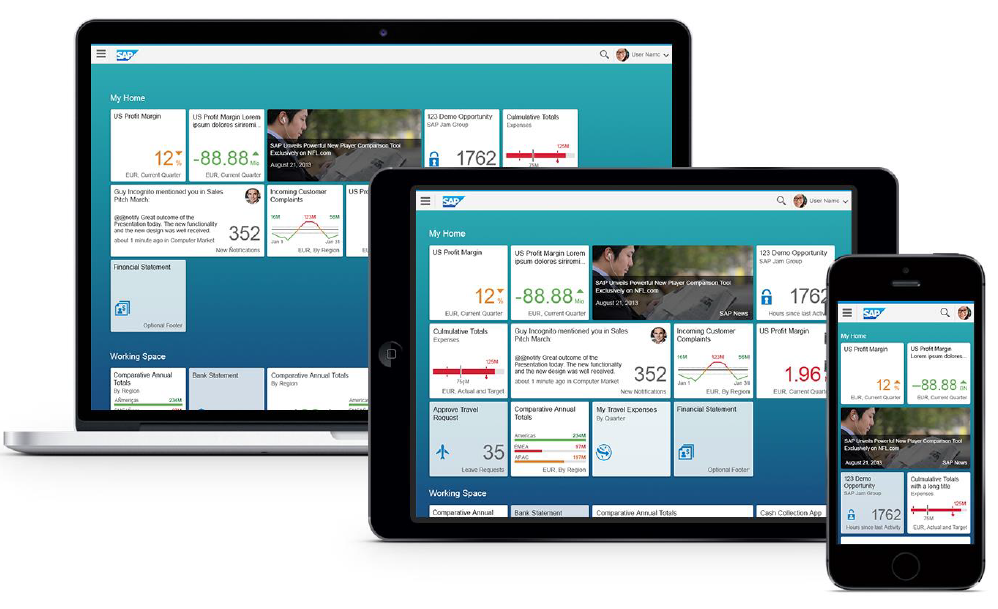 SAP
User Name
My Home
US Profit Margin
12 %
EUR, Current Quarter
US Profit Margin Lorem
ipsum dolores siriremi...
-88.88 Mio
EUR, Current Quarter
SAP Unveils Powerful New Player Comparison Tool
Exclusively on NFL.com
August 21, 2013
123 Demo Opportunity
SAP Jam Group
1762
Culmulative Totals
Expenses
125M
75M
Guy Incognito mentioned you in Sales
Pitch March:
@@notify Great outcome of the
Presentation today. The new functionality
and the new design was well received.
about 1 minute ago in Computer Market
352
New Notifications
Incoming Customer
Complaints
16M 123M 56M
Jan 1 Jan 31
EUR, By Region
US Pr
Financial Statement
Optional Footer
Working Space
Comparative Annual
Totals
By Region
Americas 234M
Bank Statement
Comparative Annual Totals
By Region
SAP
User Name
My Home
US Profit Margin
12 %
EUR, Current Quarter
US Profit Margin Lorem
ipsum dolores siriremi...
-88.88 Mio
EUR, Current Quarter
SAP Unveils Powerful New Player Comparison Tool
Exclusively on NFL.com
August 21, 2013
SAP News
123 Demo Opportunity
SAP Jam Group
1762
Hours since last Activi
Culmulative Totals
Expenses
125M
75M
EUR, Actual and Target
Guy Incognito mentioned you in Sales
Pitch March:
@@notify Great outcome of the
Presentation today. The new functionality
and the new design was well received.
about 1 minute ago in Computer Market
352
New Notifications
Incoming Customer
Complaints
16M 123M 56M
Jan 1 Jan 30
EUR, By Region
US Profit Margin
1.96
EUR, Current Quar
Approve Travel
Request
35
Leave Requests
Comparative Annual
Totals
Americas 234M
EMEA 97M
APAC 197M
EUR, By Region
My Travel Expenses
By Quarter
Financial Statement
Optional Footer
Working Space
Comparative Annual
Bank Statement
Comparative Annual Totals
Cash Collection App
SAP
My Home
US Profit Margin
12 %
EUR, Current Quarter
US Profit Margin
Lorem ipsum dolores...
-88.88
EUR, Current Quarter
SAP Unveils Powerful New Player Comparison Tool
Exclusively on NFL.com
August 21, 2013
SAP News
123 Demo
Opportunity
SAP Jam Group
1762
Hours since last Activity
Culmulative Totals
with a long title
Expenses
125M
75M
EUR, Actual and Target